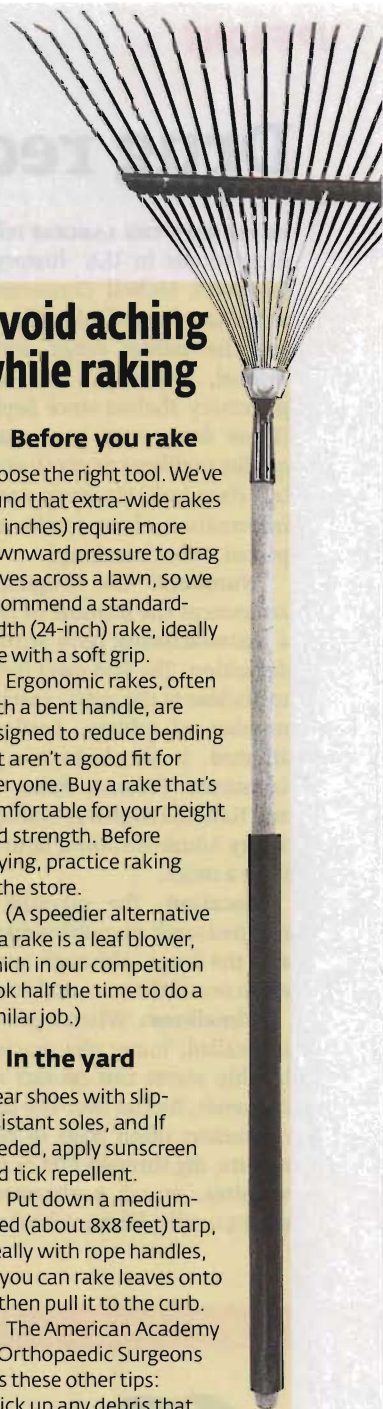 void aching
while raking
Before you rake
oose the right tool. We've
und that extra-wide rakes
inches) require more
wnward pressure to drag
ves across a lawn, so we
commend a standard-
dth (24-inch) rake, ideally
e with a soft grip.
Ergonomic rakes, often
th a bent handle, are
signed to reduce bending
t aren't a good fit for
eryone. Buy a rake that's
mfortable for your height
d strength. Before
ying, practice raking
the store.
(A speedier alternative
a rake is a leaf blower,
hich in our competition
ok half the time to do a
milar job.)
In the yard
ear shoes with slip-
sistant soles, and If
eded, apply sunscreen
d tick repellent.
Put down a medium-
ed (about 8x8 feet) tarp,
eally with rope handles,
you can rake leaves onto
then pull it to the curb.
The American Academy
Orthopaedic Surgeons
s these other tips:
ick up any debris that